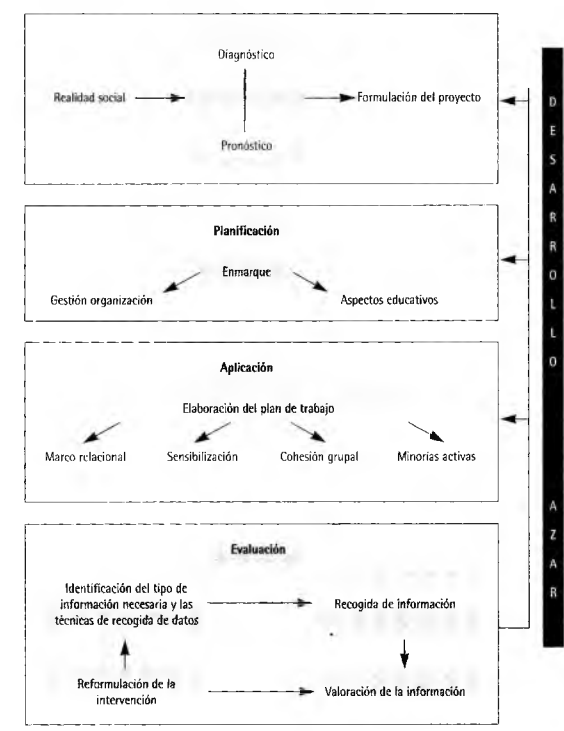 Diagnóstico
Realidad social
Formulación del proyecto
Pronóstico
Planificación
Enmarque
Gestión organización
Aspectos educativos
Aplicación
Elaboración del plan de trabajo
Marco relacional
Sensibilización
Cohesión grupal
Minorías activas
Evaluación
Identificación del tipo de
información necesaria y las
técnicas de recogida de datos
Recogida de información
Reformulación de la
intervención
Valoración de la información
DESARROLLO
AZAR